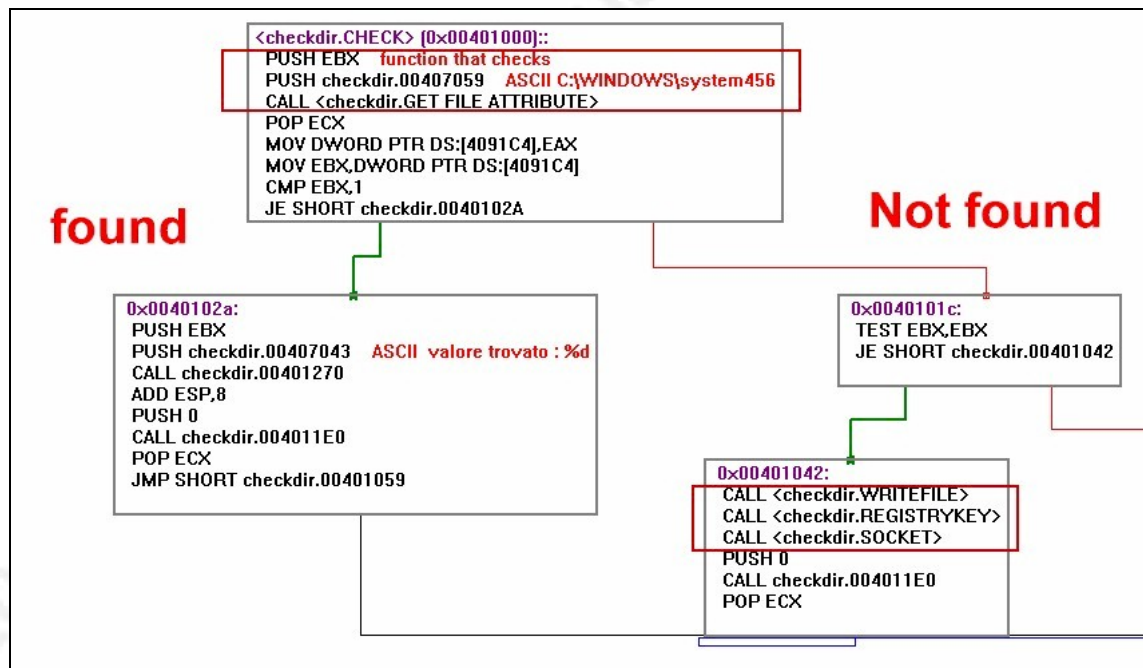 <checkdir.CHECK> (0x00401000)::
PUSH EBX function that checks
PUSH checkdir.00407059 ASCII C:\WINDOWS\system456
CALL <checkdir.GET FILE ATTRIBUTE>
POP ECX
MOV DWORD PTR DS:[4091C4],EAX
MOV EBX,DWORD PTR DS:[4091C4]
CMP EBX,1
JE SHORT checkdir.0040102A
found
Not found
0x0040102a:
PUSH EBX
PUSH checkdir.00407043 ASCII valore trovato : %d
CALL checkdir.00401270
ADD ESP,8
PUSH 0
CALL checkdir.004011E0
POP ECX
JMP SHORT checkdir.00401059
0x0040101c:
TEST EBX,EBX
JE SHORT checkdir.00401042
0x00401042:
CALL <checkdir.WRITEFILE>
CALL <checkdir.REGISTRYKEY>
CALL <checkdir.SOCKET>
PUSH 0
CALL checkdir.004011E0
POP ECX